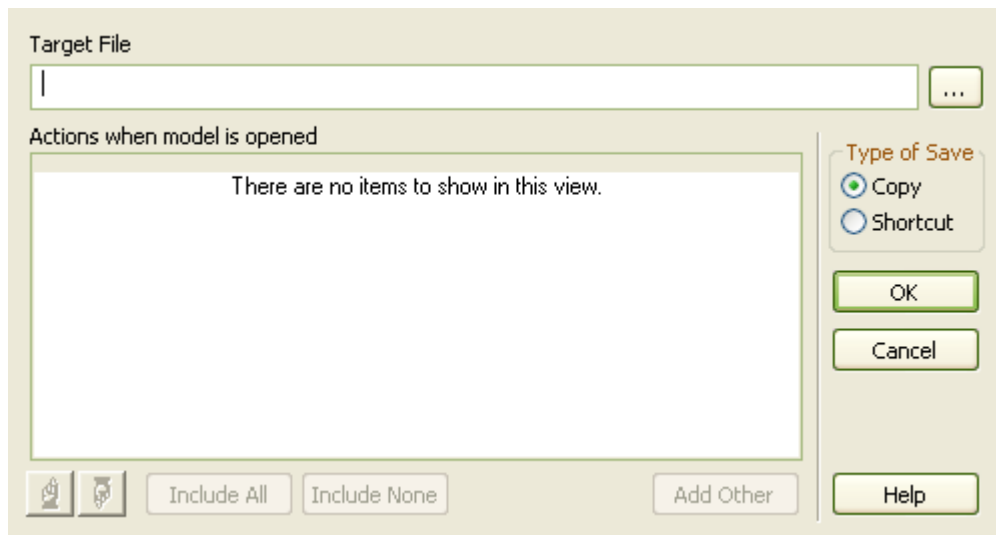 Target File
...
Actions when model is opened
There are no items to show in this view.
Type of Save
Copy
Shortcut
OK
Cancel
Include All
Include None
Add Other
Help